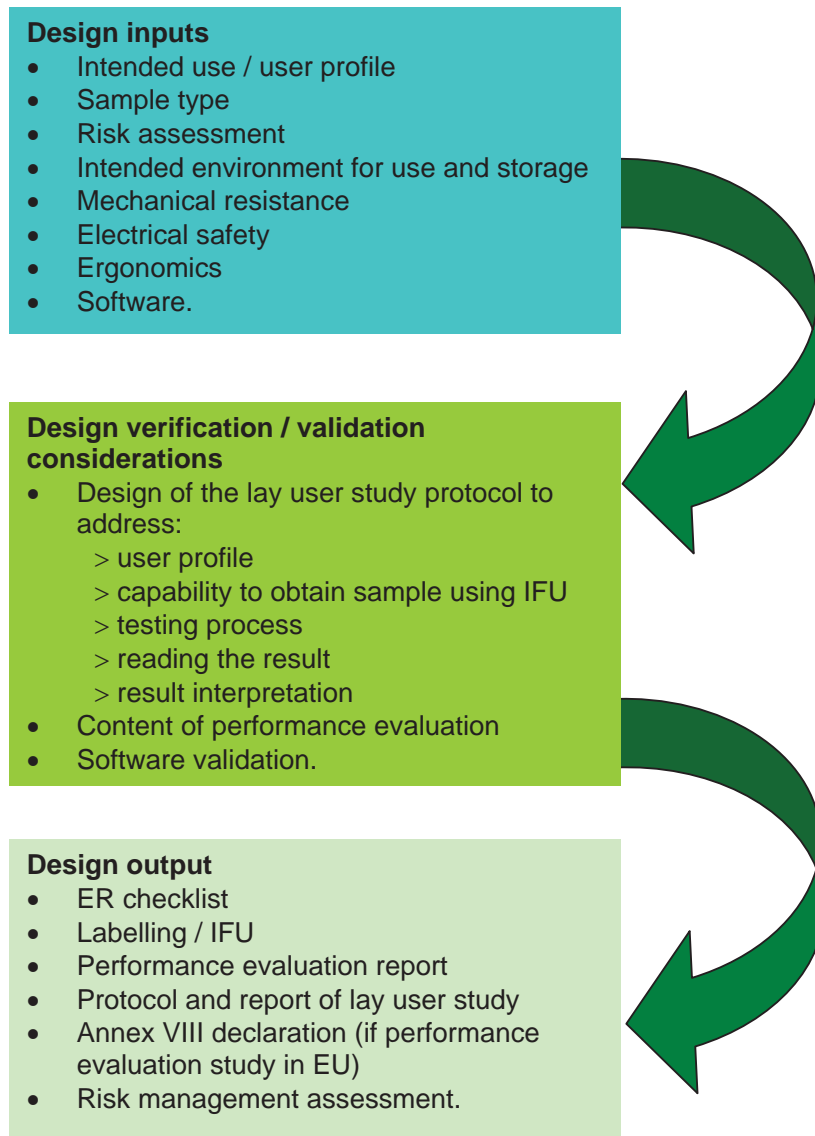 Design inputs
• Intended use / user profile
• Sample type
• Risk assessment
• Intended environment for use and storage
• Mechanical resistance
• Electrical safety
• Ergonomics
• Software.
Design verification / validation
considerations
• Design of the lay user study protocol to
address:
> user profile
> capability to obtain sample using IFU
> testing process
> reading the result
> result interpretation
• Content of performance evaluation
• Software validation.
Design output
• ER checklist
• Labelling / IFU
• Performance evaluation report
• Protocol and report of lay user study
• Annex VIII declaration (if performance
evaluation study in EU)
• Risk management assessment.